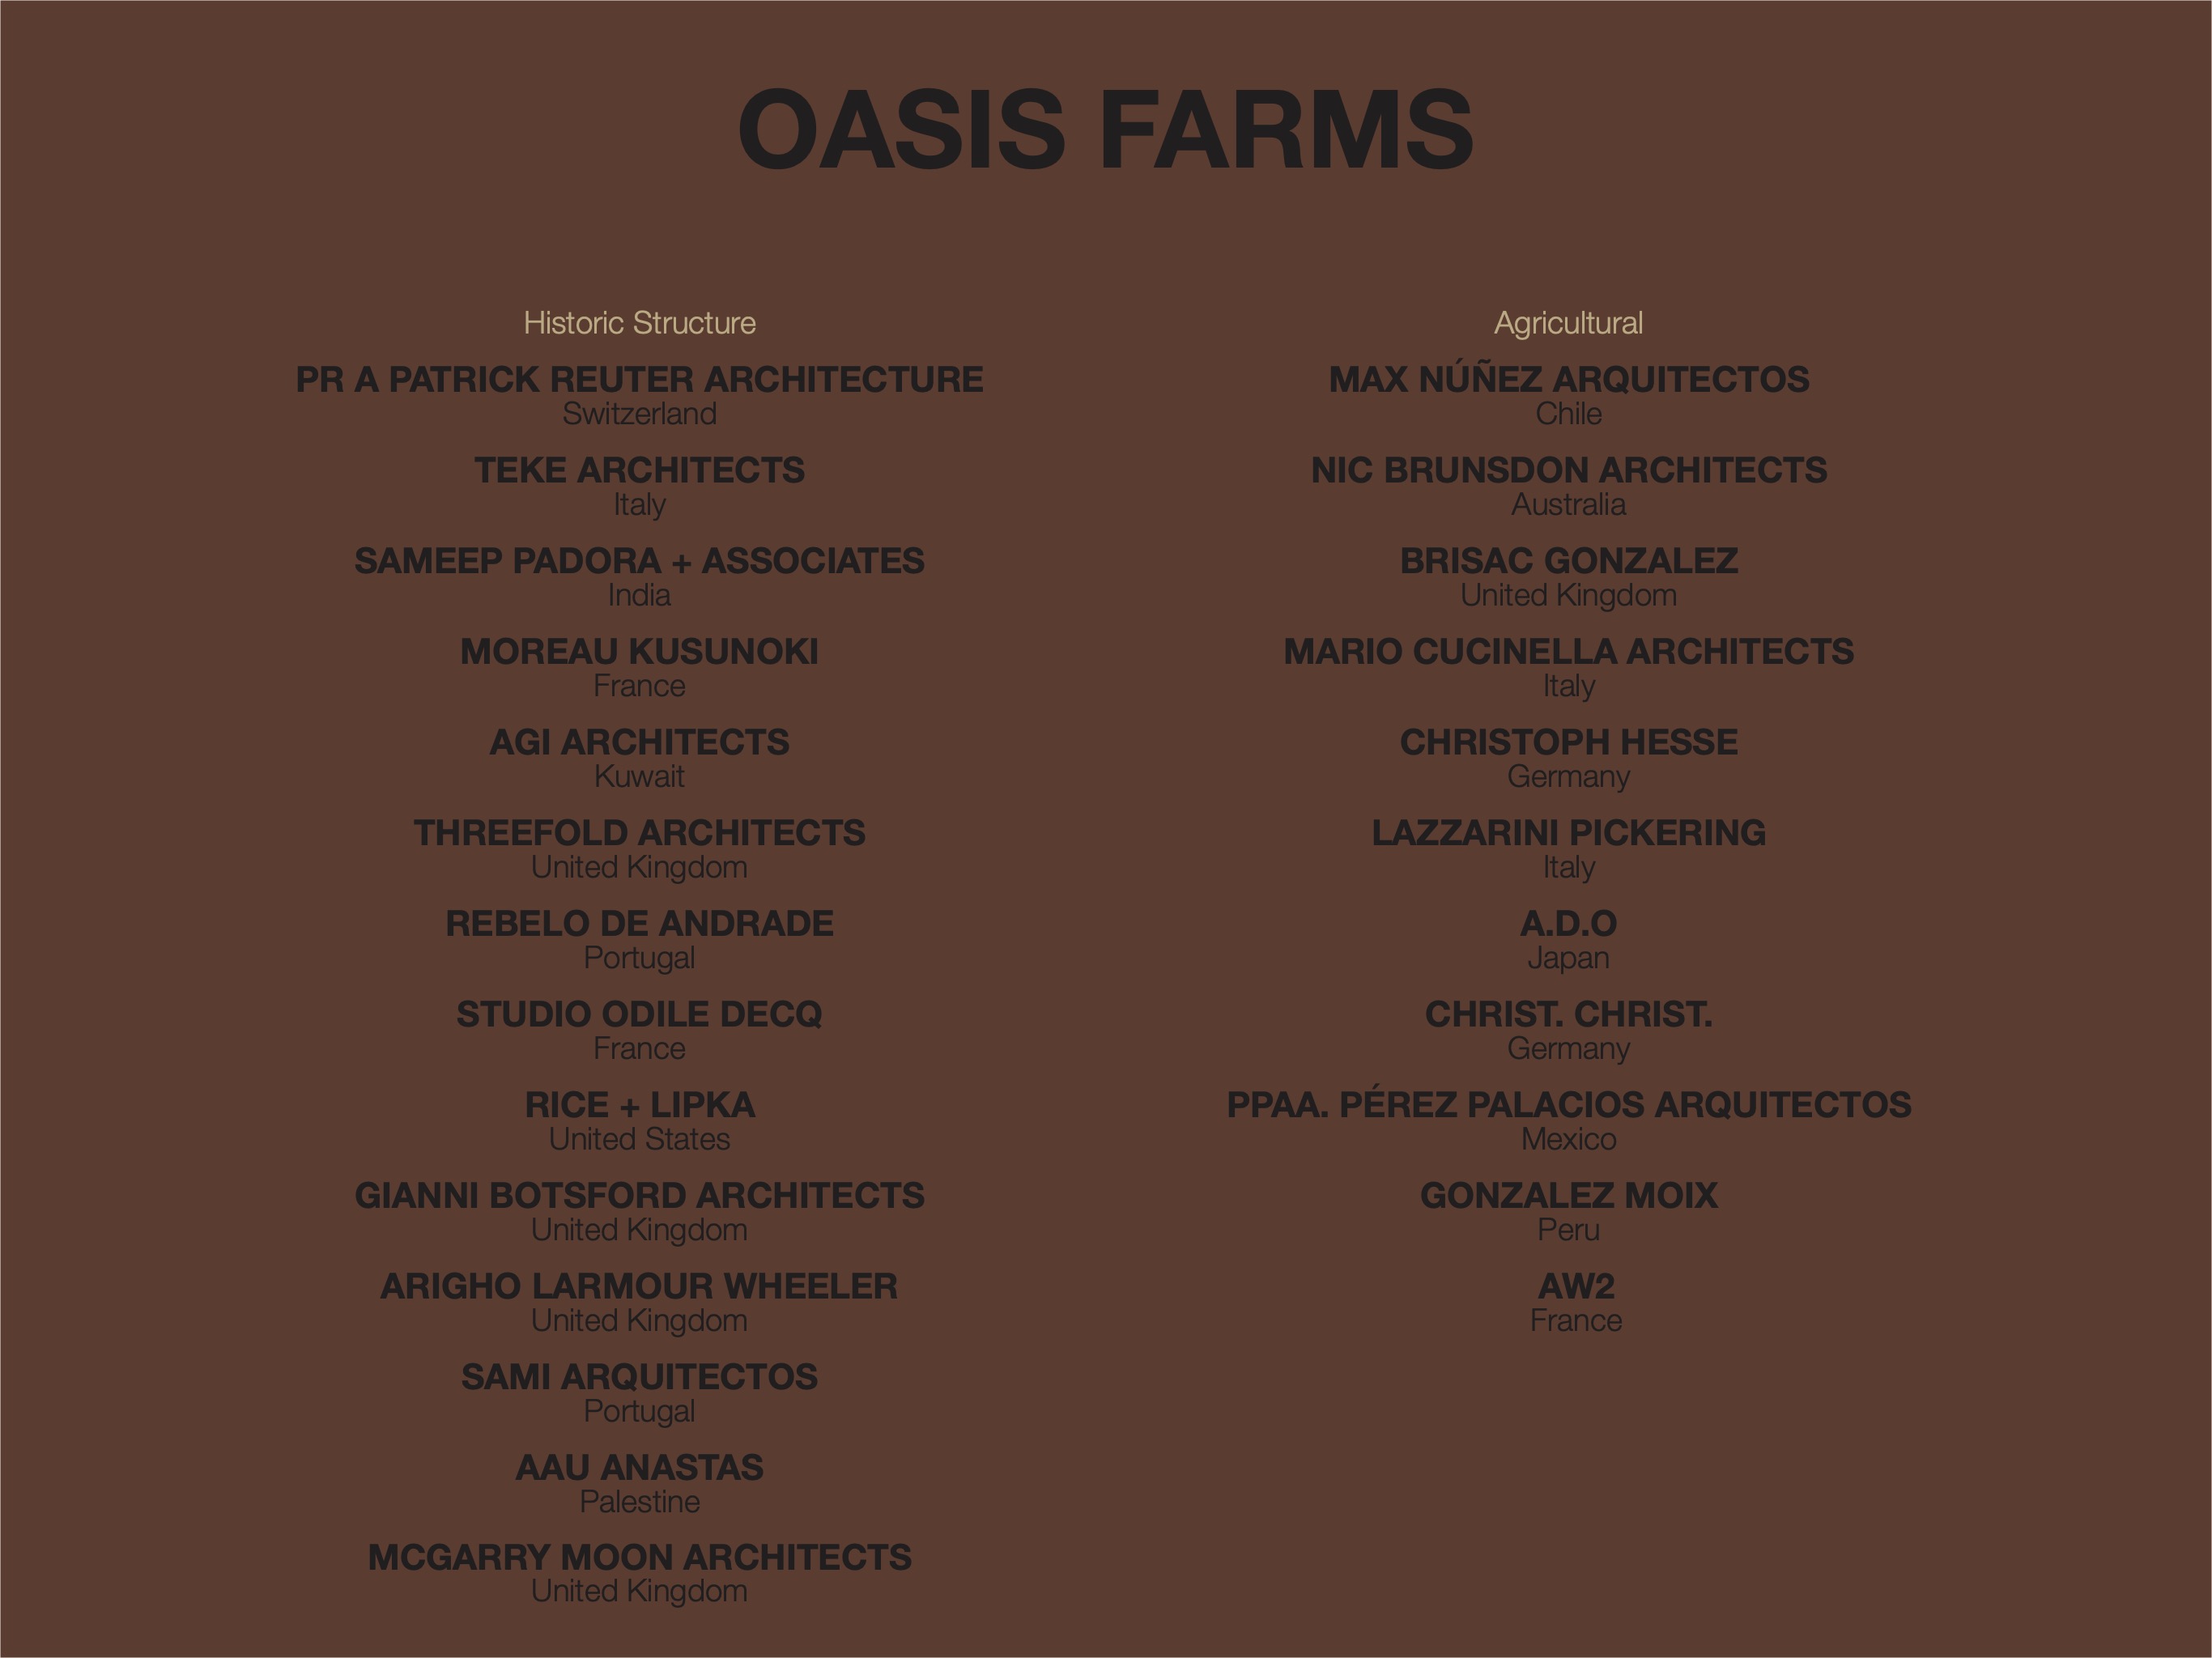 OASIS FARMS
Historic Structure
PR A PATRICK REUTER ARCHITECTURE
Switzerland
TEKE ARCHITECTS
Italy
SAMEEP PADORA + ASSOCIATES
India
MOREAU KUSUNOKI
France
AGI ARCHITECTS
Kuwait
THREEFOLD ARCHITECTS
United Kingdom
REBELO DE ANDRADE
Portugal
STUDIO ODILE DECQ
France
RICE + LIPKA
United States
GIANNI BOTSFORD ARCHITECTS
United Kingdom
ARIGHO LARMOUR WHEELER
United Kingdom
SAMI ARQUITECTOS
Portugal
AAU ANASTAS
Palestine
MCGARRY MOON ARCHITECTS
United Kingdom
Agricultural
MAX NÚÑEZ ARQUITECTOS
Chile
NIC BRUNSDON ARCHITECTS
Australia
BRISAC GONZALEZ
United Kingdom
MARIO CUCINELLA ARCHITECTS
Italy
CHRISTOPH HESSE
Germany
LAZZARINI PICKERING
Italy
A.D.O
Japan
CHRIST. CHRIST.
Germany
PPAA. PÉREZ PALACIOS ARQUITECTOS
Mexico
GONZALEZ MOIX
Peru
AW2
France